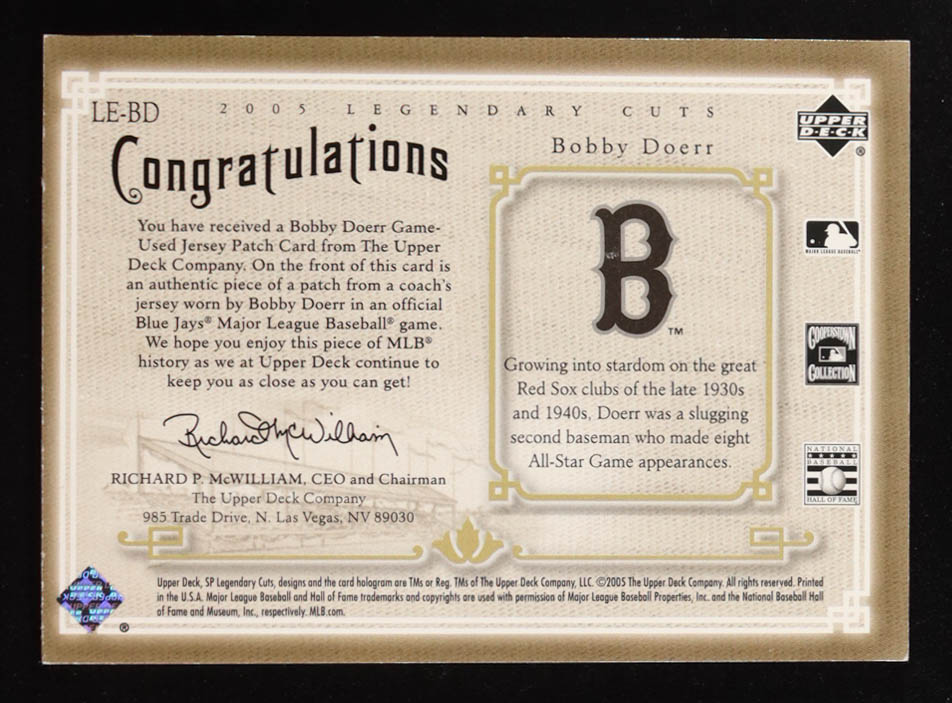 LE-BD
2005 LEGENDARY CUTS
Congratulations
You have received a Bobby Doerr Game-
Used Jersey Patch Card from The Upper
Deck Company. On the front of this card is
an authentic piece of a patch from a coach's
jersey worn by Bobby Doerr in an official
Blue Jays® Major League Baseball® game.
We hope you enjoy this piece of MLB®
history as we at Upper Deck continue to
keep you as close as you can get!
Richard McWilliam
RICHARD P. McWILLIAM, CEO and Chairman
The Upper Deck Company
985 Trade Drive, N. Las Vegas, NV 89030
Bobby Doerr
B™
Growing into stardom on the great
Red Sox clubs of the late 1930s
and 1940s, Doerr was a slugging
second baseman who made eight
All-Star Game appearances.
UPPER
D·E·C·K
®
MAJOR LEAGUE BASEBALL
COOPERSTOWN
COLLECTION
NATIONAL
BASEBALL
HALL OF FAME
Upper Deck, SP Legendary Cuts, designs and the card hologram are TMs or Reg. TMs of The Upper Deck Company, LLC. ©2005 The Upper Deck Company. All rights reserved. Printed
in the U.S.A. Major League Baseball and Hall of Fame trademarks and copyrights are used with permission of Major League Baseball Properties, Inc. and the National Baseball Hall
of Fame and Museum, Inc., respectively. MLB.com.
®